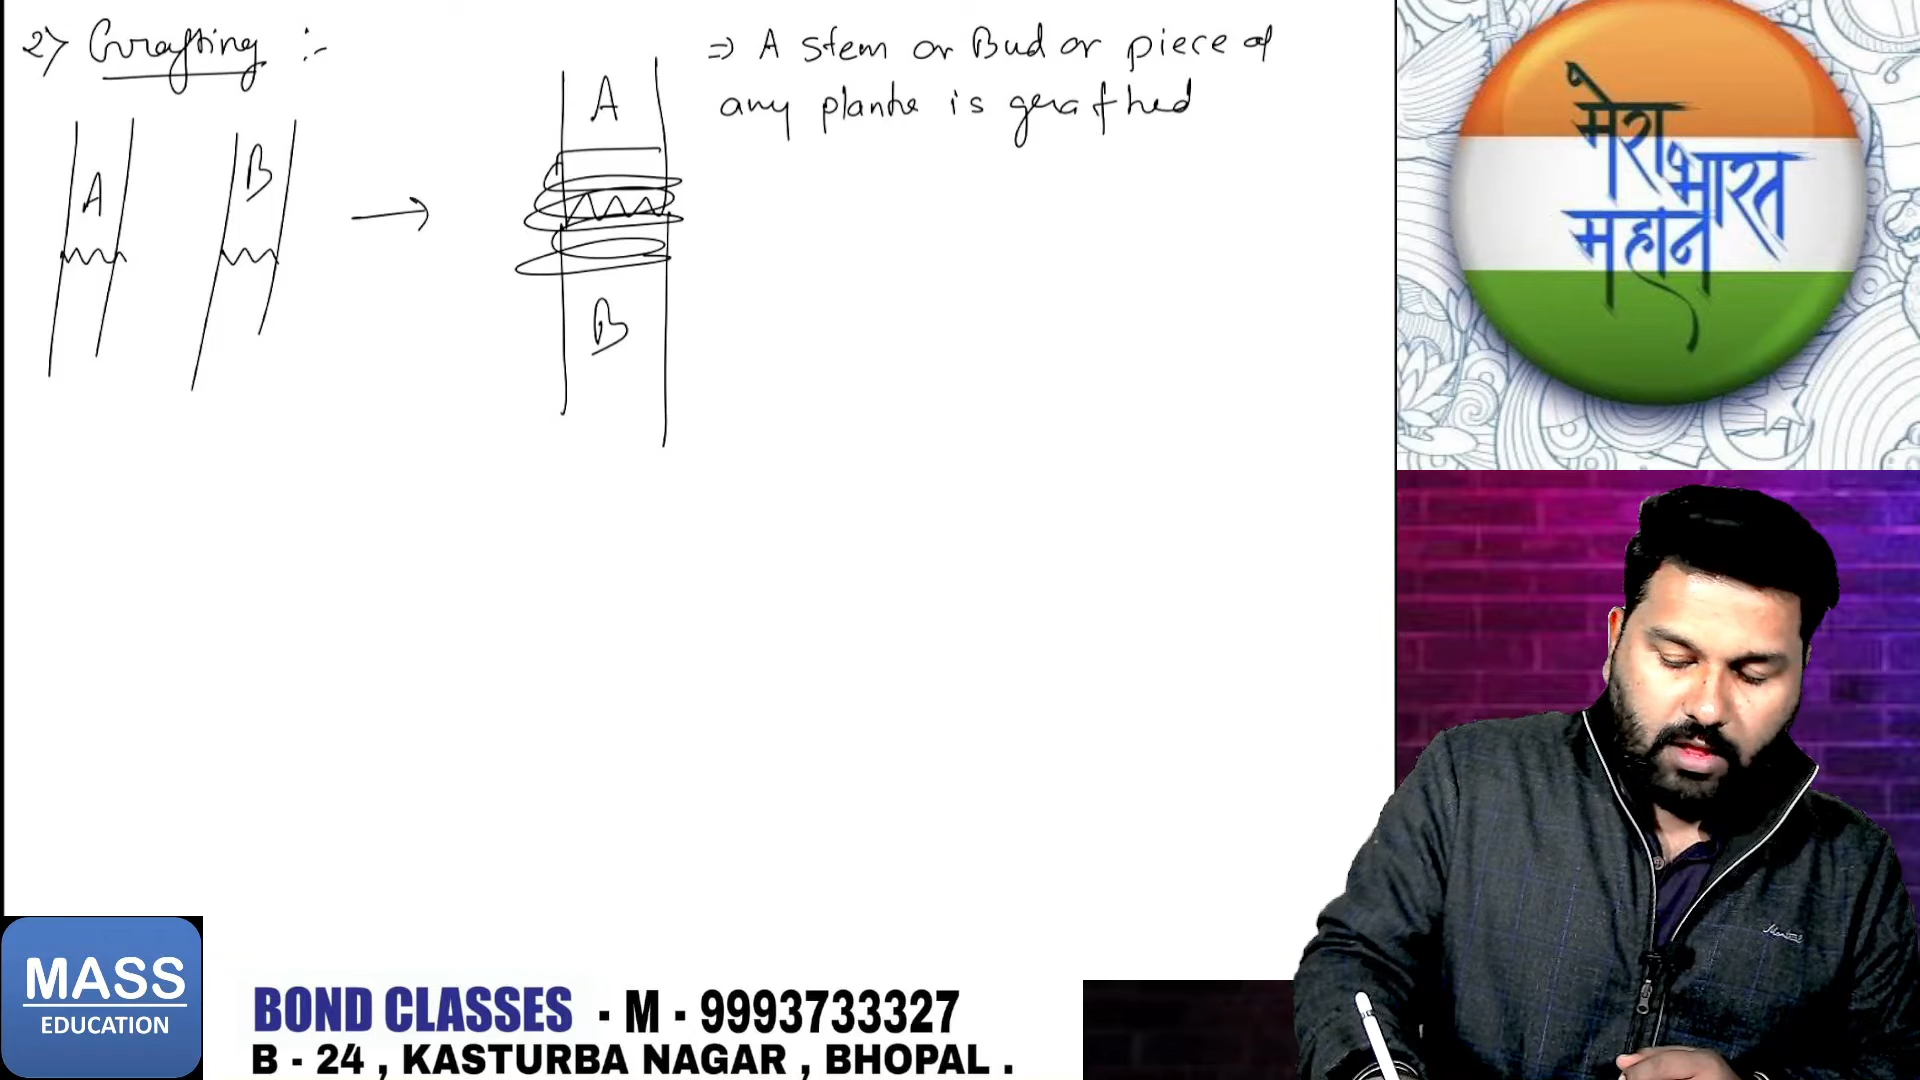 2) Grafting :-
⇒ A stem or Bud or piece of
any plante is gerafthed
A
B
A
B
मेरा
भारत
महान
MASS
EDUCATION
BOND CLASSES - M - 9993733327
B - 24 , KASTURBA NAGAR , BHOPAL .